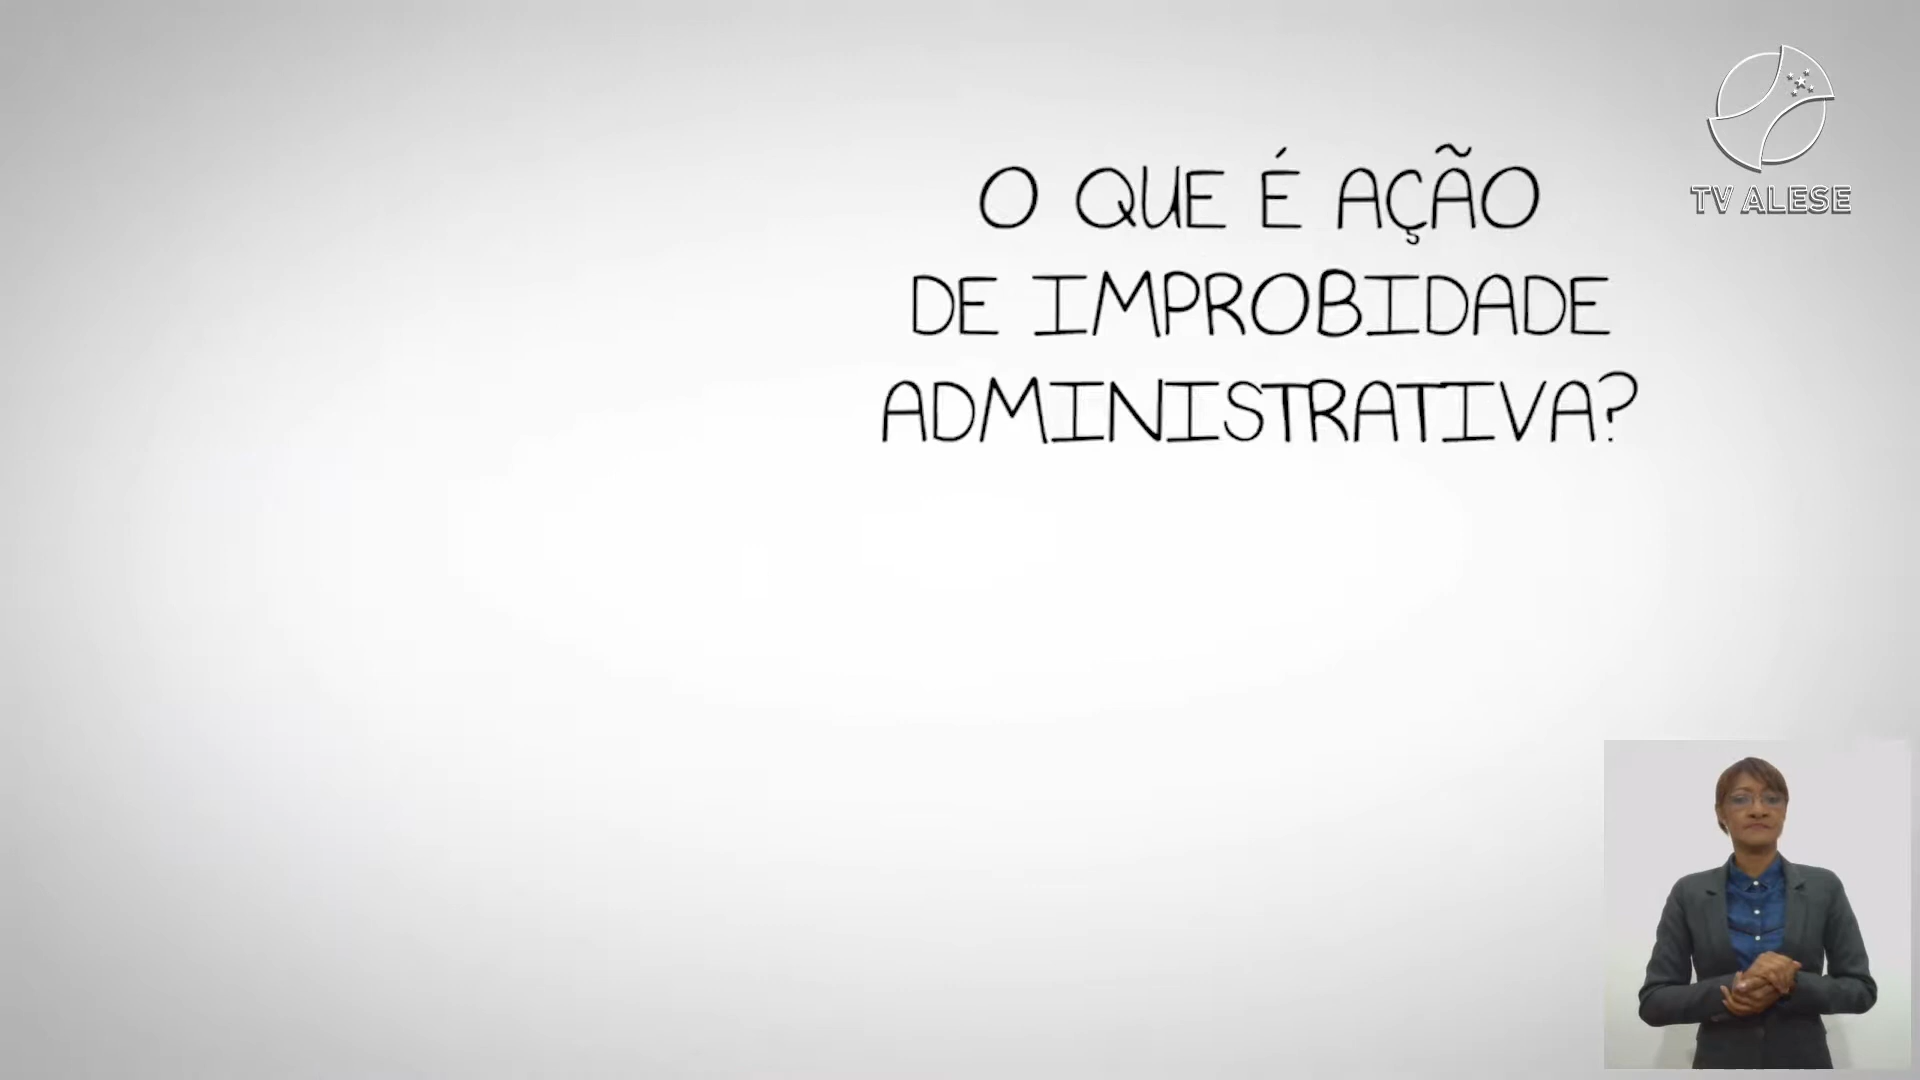 O QUE É AÇÃO
DE IMPROBIDADE
ADMINISTRATIVA?
TV ALESE